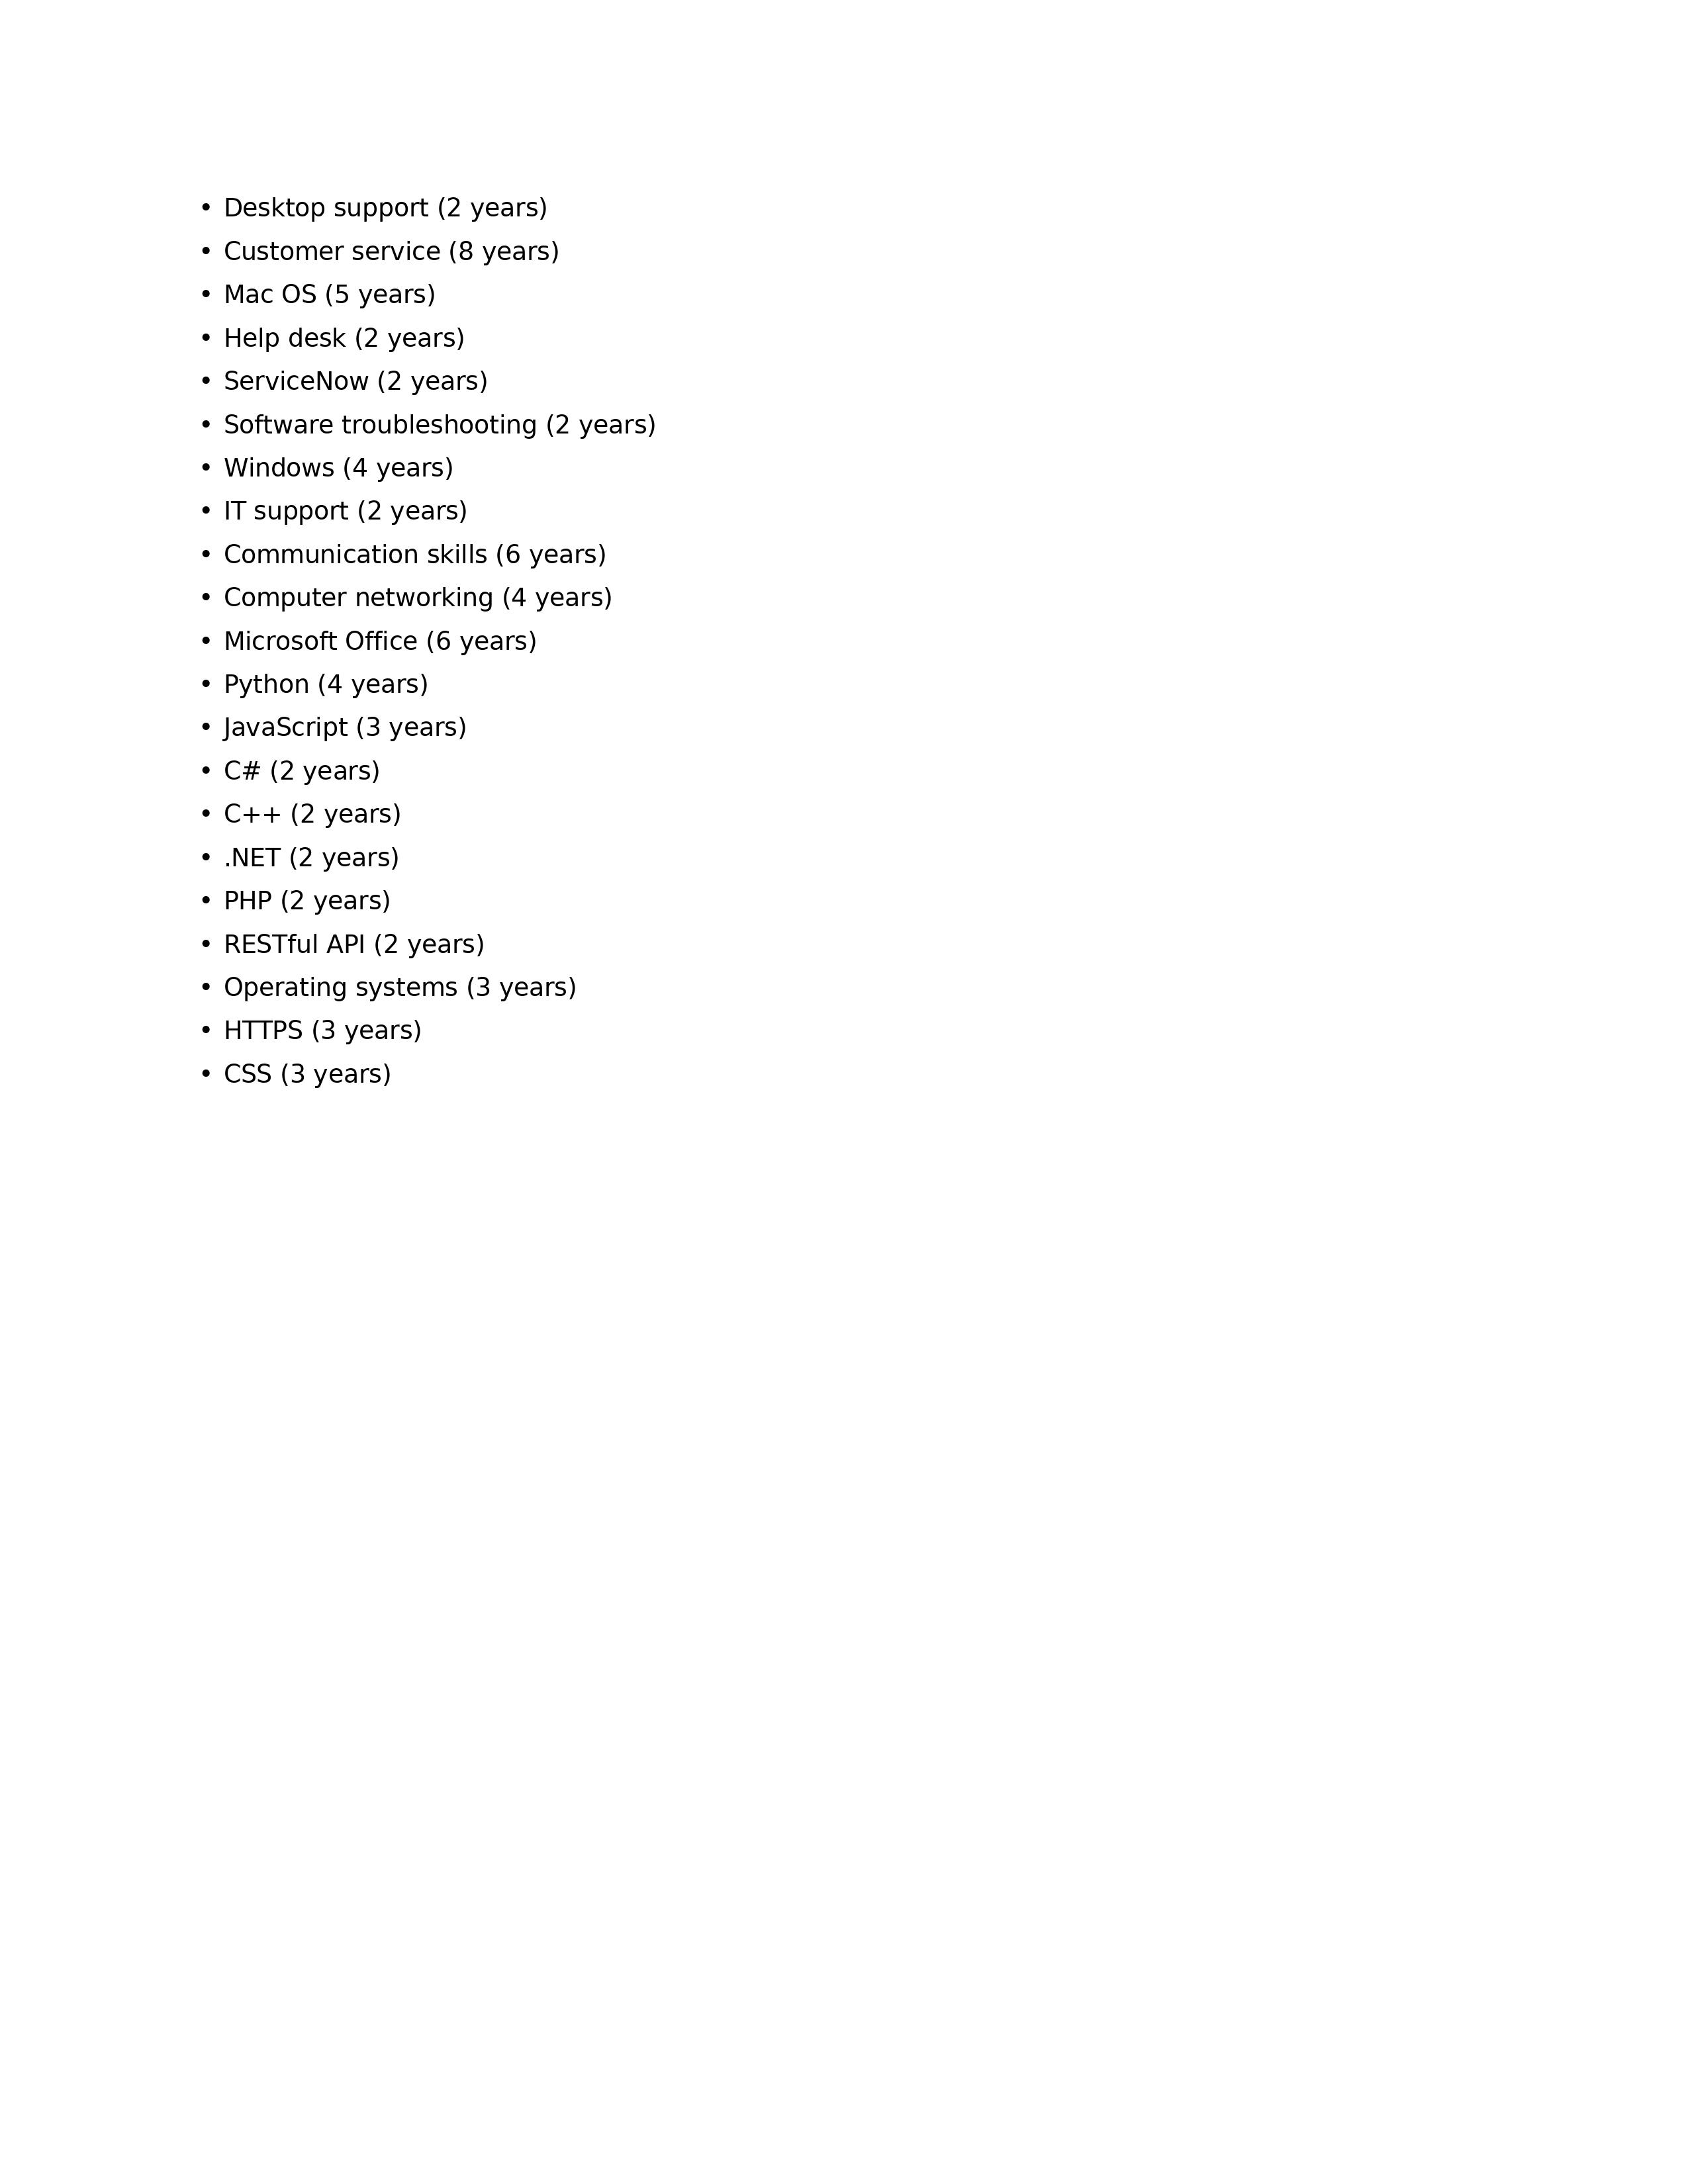 • Desktop support (2 years)
• Customer service (8 years)
• Mac OS (5 years)
• Help desk (2 years)
• ServiceNow (2 years)
• Software troubleshooting (2 years)
• Windows (4 years)
• IT support (2 years)
• Communication skills (6 years)
• Computer networking (4 years)
• Microsoft Office (6 years)
• Python (4 years)
• JavaScript (3 years)
• C# (2 years)
• C++ (2 years)
• .NET (2 years)
• PHP (2 years)
• RESTful API (2 years)
• Operating systems (3 years)
• HTTPS (3 years)
• CSS (3 years)